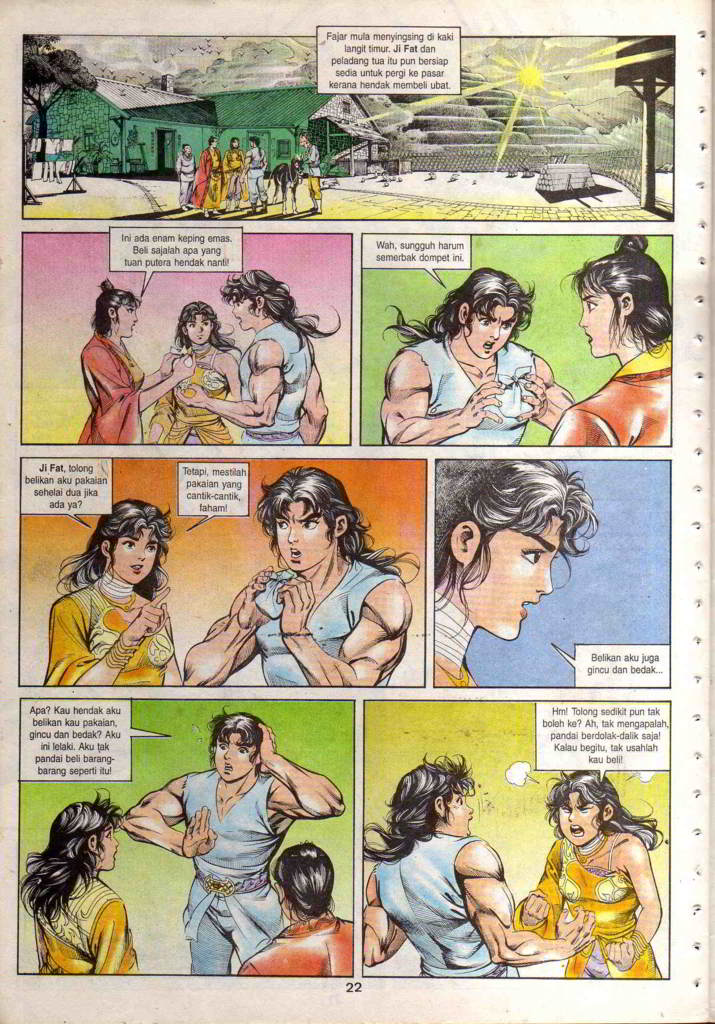 Fajar mula menyingsing di kaki
langit timur. Ji Fat dan
peladang tua itu pun bersiap
sedia untuk pergi ke pasar
kerana hendak membeli ubat.
Ini ada enam keping emas.
Beli sajalah apa yang
tuan putera hendak nanti!
Wah, sungguh harum
semerbak dompet ini.
Ji Fat, tolong
belikan aku pakaian
sehelai dua jika
ada ya?
Tetapi, mestilah
pakaian yang
cantik-cantik,
faham!
Belikan aku juga
gincu dan bedak...
Apa? Kau hendak aku
belikan kau pakaian,
gincu dan bedak? Aku
ini lelaki. Aku tak
pandai beli barang-
barang seperti itu!
Hm! Tolong sedikit pun tak
boleh ke? Ah, tak mengapalah,
pandai berdolak-dalik saja!
Kalau begitu, tak usahlah
kau beli!
22